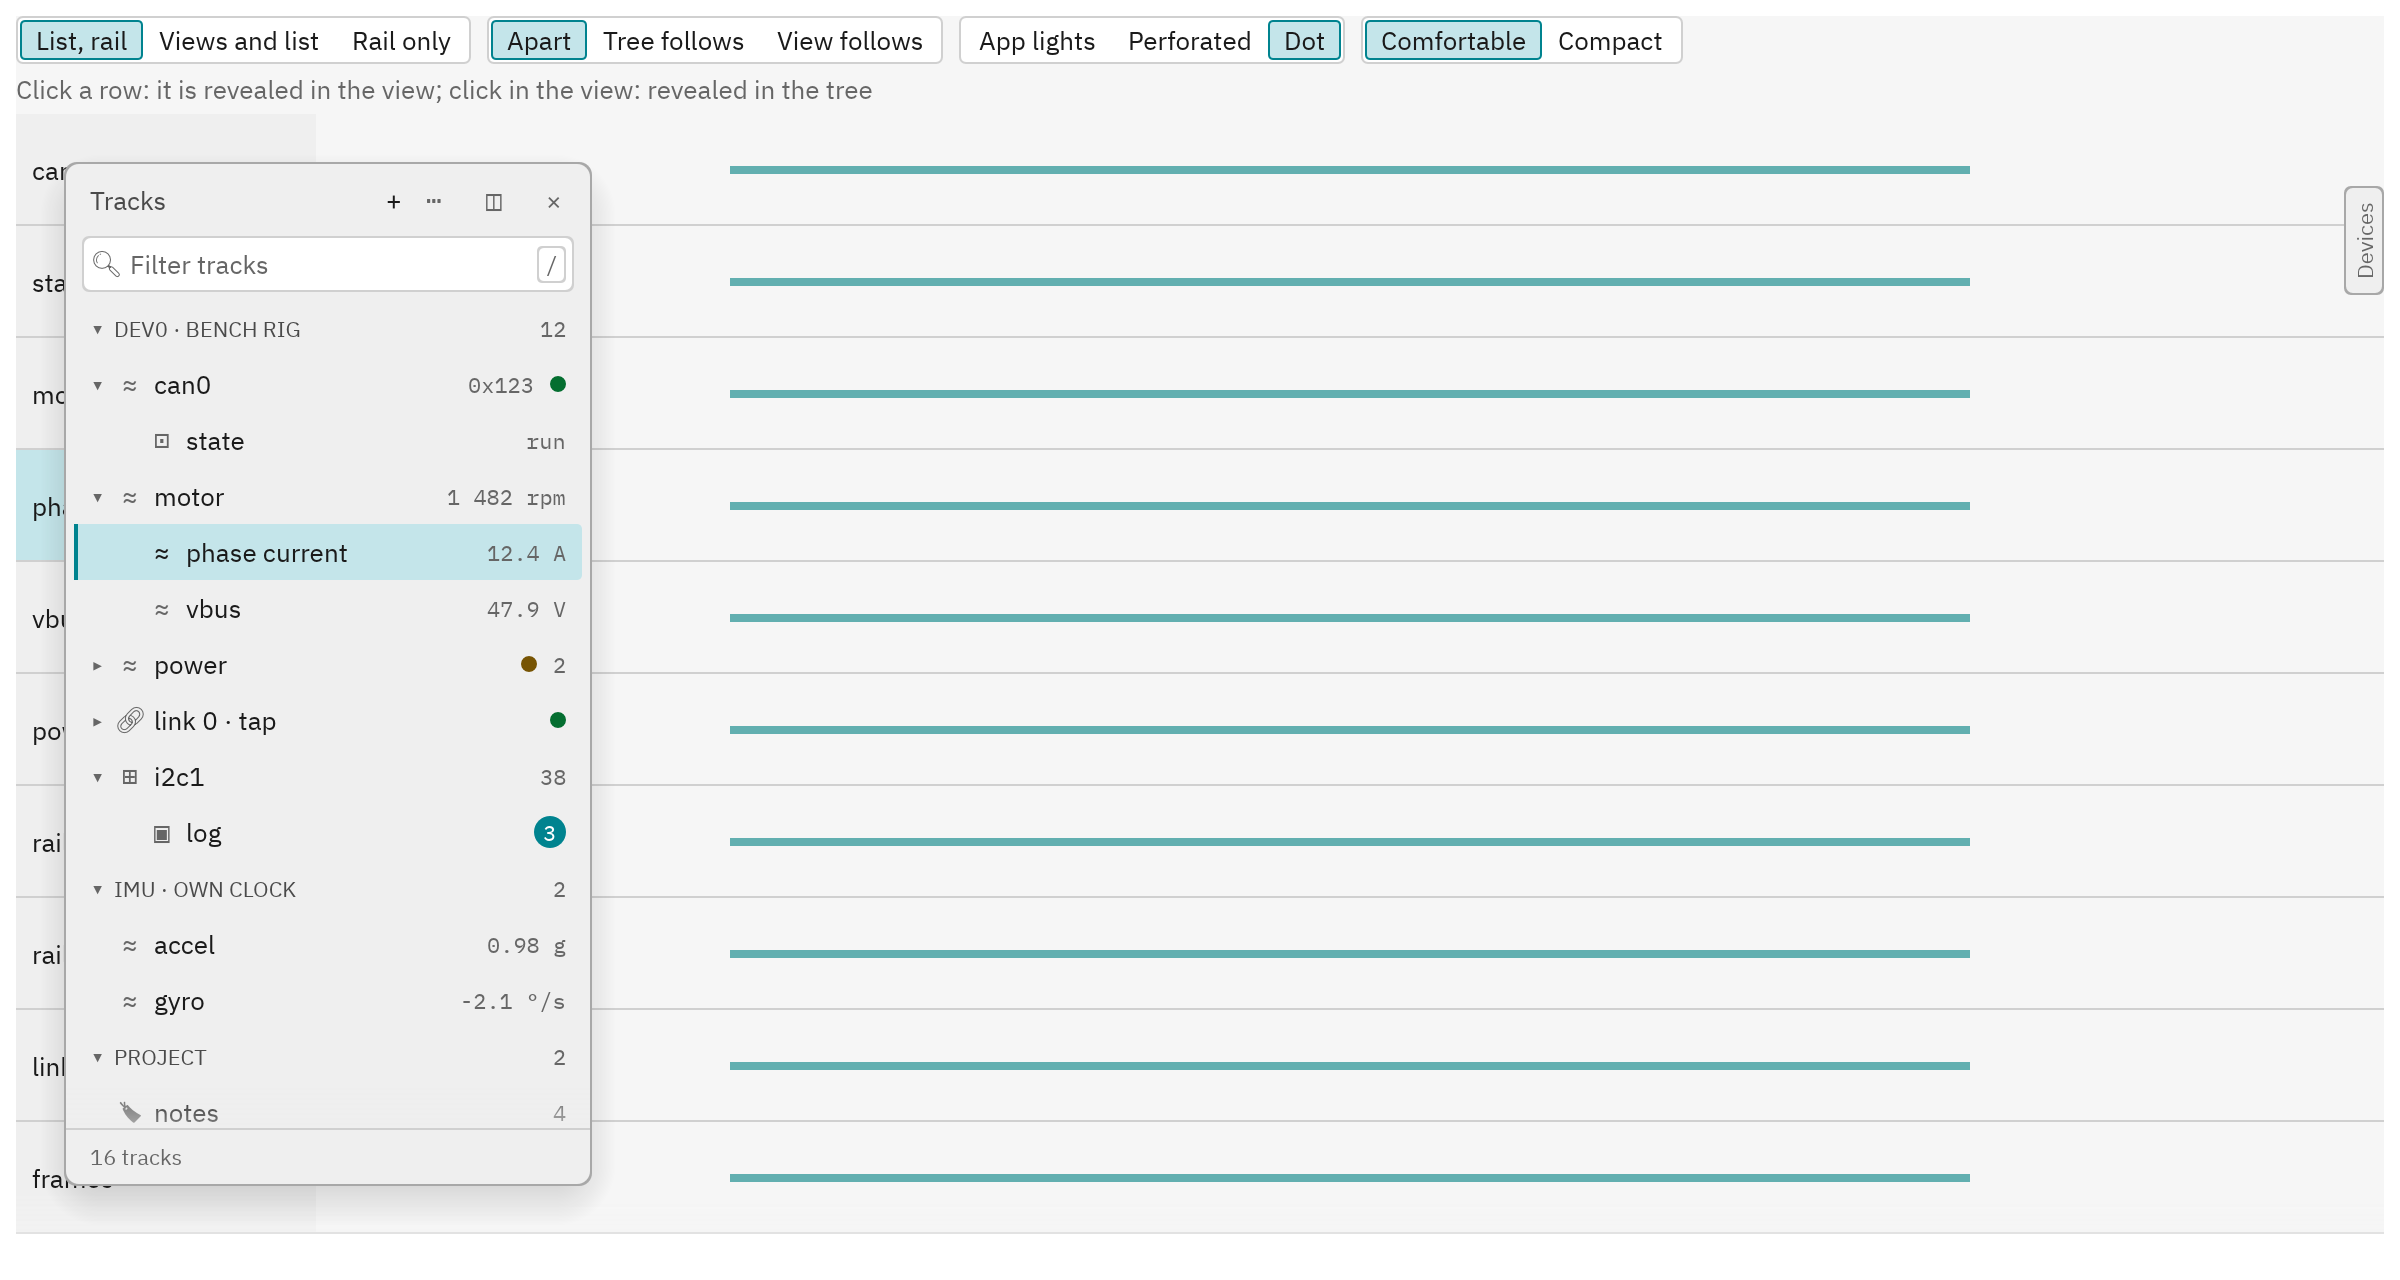 List, rail Views and list Rail only Apart Tree follows View follows App lights Perforated Dot Comfortable Compact
Click a row: it is revealed in the view; click in the view: revealed in the tree
Tracks
Filter tracks /
DEV0 · BENCH RIG 12
can0 0x123
state run
motor 1 482 rpm
phase current 12.4 A
vbus 47.9 V
power 2
link 0 · tap
i2c1 38
log 3
IMU · OWN CLOCK 2
accel 0.98 g
gyro -2.1 °/s
PROJECT 2
notes 4
16 tracks
Devices